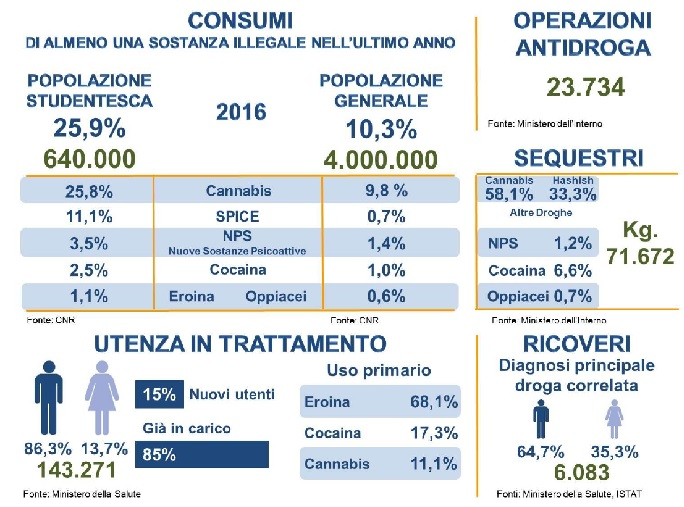 CONSUMI
DI ALMENO UNA SOSTANZA ILLEGALE NELL'ULTIMO ANNO
POPOLAZIONE
STUDENTESCA
25,9%
640.000
2016
POPOLAZIONE
GENERALE
10,3%
4.000.000
25,8% Cannabis 9,8 %
11,1% SPICE 0,7%
3,5% NPS 1,4%
Nuove Sostanze Psicoattive
2,5% Cocaina 1,0%
1,1% Eroina Oppiacei 0,6%
Fonte: CNR
Fonte: CNR
OPERAZIONI
ANTIDROGA
23.734
Fonte: Ministero dell'Interno
SEQUESTRI
Cannabis Hashish
58,1% 33,3%
Altre Droghe
NPS 1,2%
Cocaina 6,6%
Oppiacei 0,7%
Kg.
71.672
Fonte: Ministero dell'Interno
UTENZA IN TRATTAMENTO
86,3% 13,7%
143.271
15% Nuovi utenti
Già in carico
85%
Uso primario
Eroina 68,1%
Cocaina 17,3%
Cannabis 11,1%
Fonte: Ministero della Salute
RICOVERI
Diagnosi principale
droga correlata
64,7% 35,3%
6.083
Fonti: Ministero della Salute, ISTAT